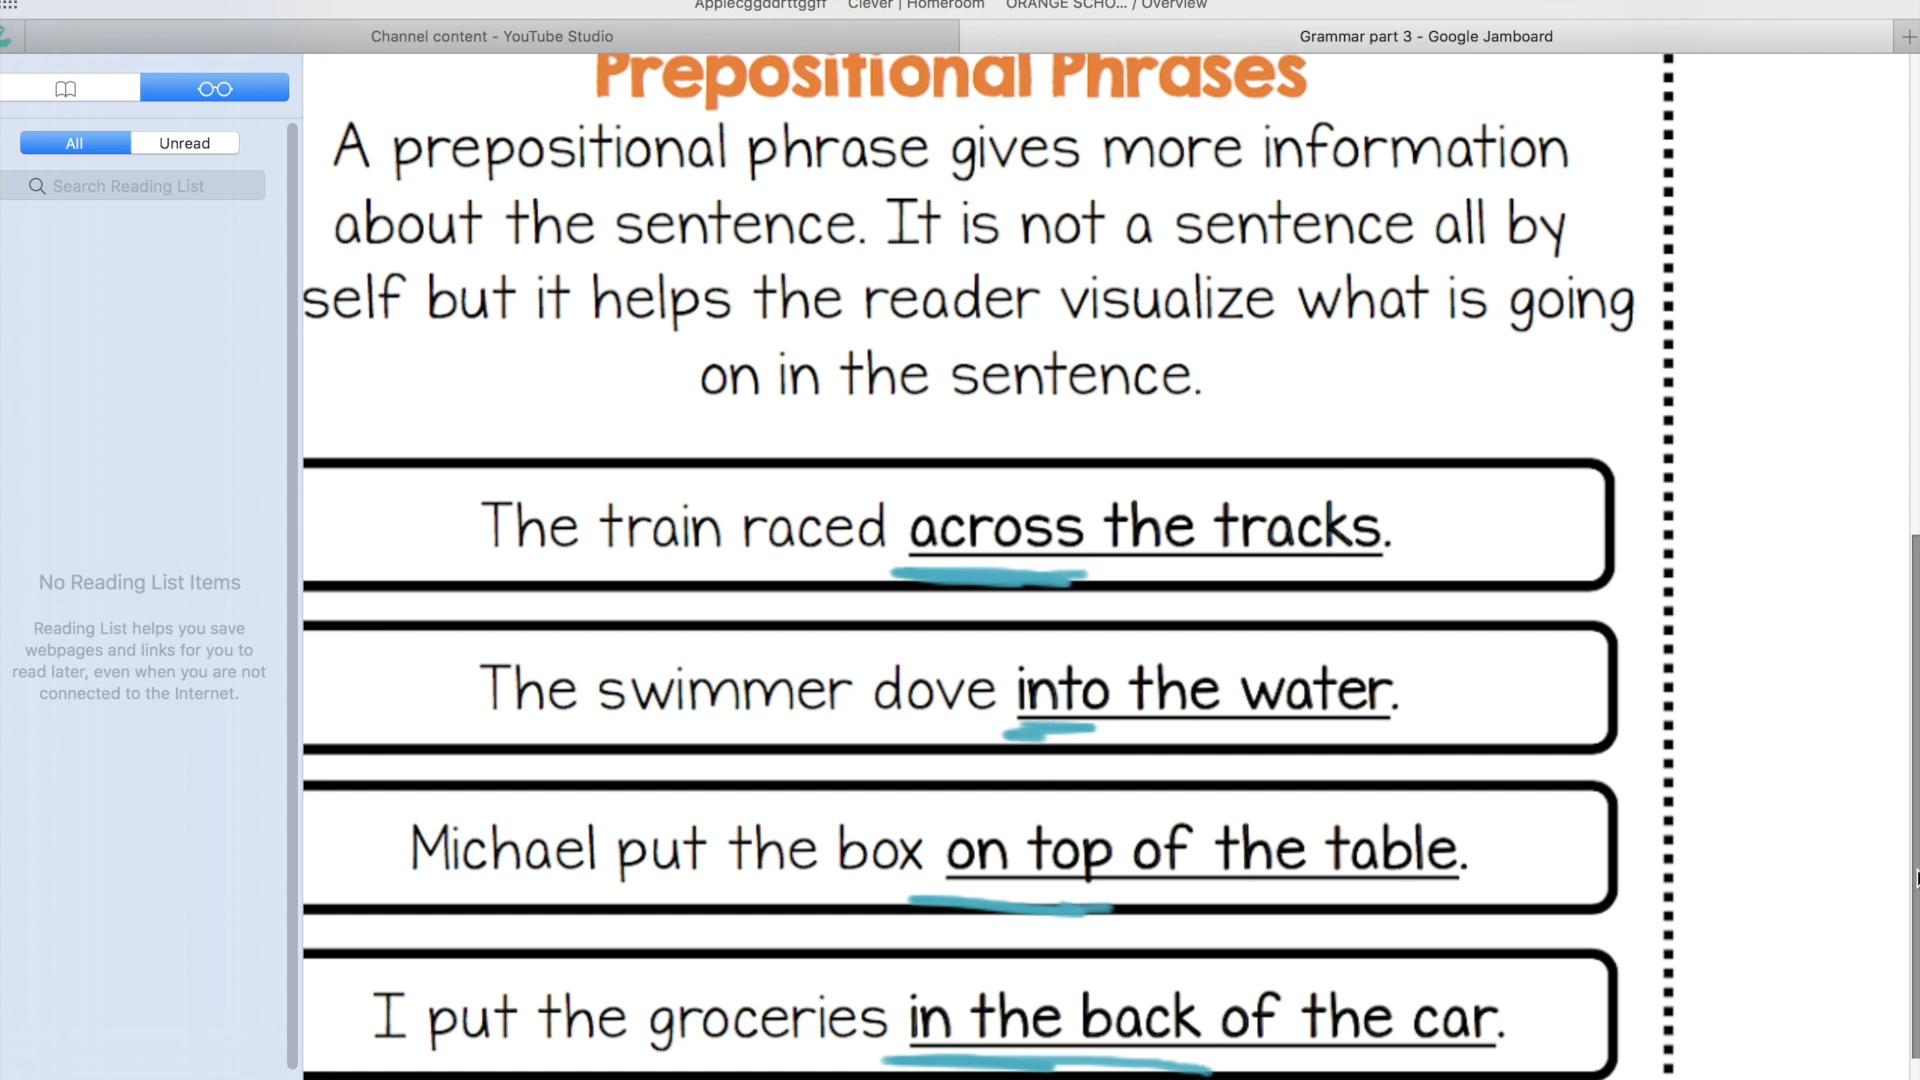 Applecggddrttggff Clever | Homeroom ORANGE SCHO... / Overview
Channel content - YouTube Studio
Grammar part 3 - Google Jamboard
All
Unread
Search Reading List
No Reading List Items
Reading List helps you save
webpages and links for you to
read later, even when you are not
connected to the Internet.
Prepositional Phrases
A prepositional phrase gives more information
about the sentence. It is not a sentence all by
self but it helps the reader visualize what is going
on in the sentence.
The train raced across the tracks.
The swimmer dove into the water.
Michael put the box on top of the table.
I put the groceries in the back of the car.